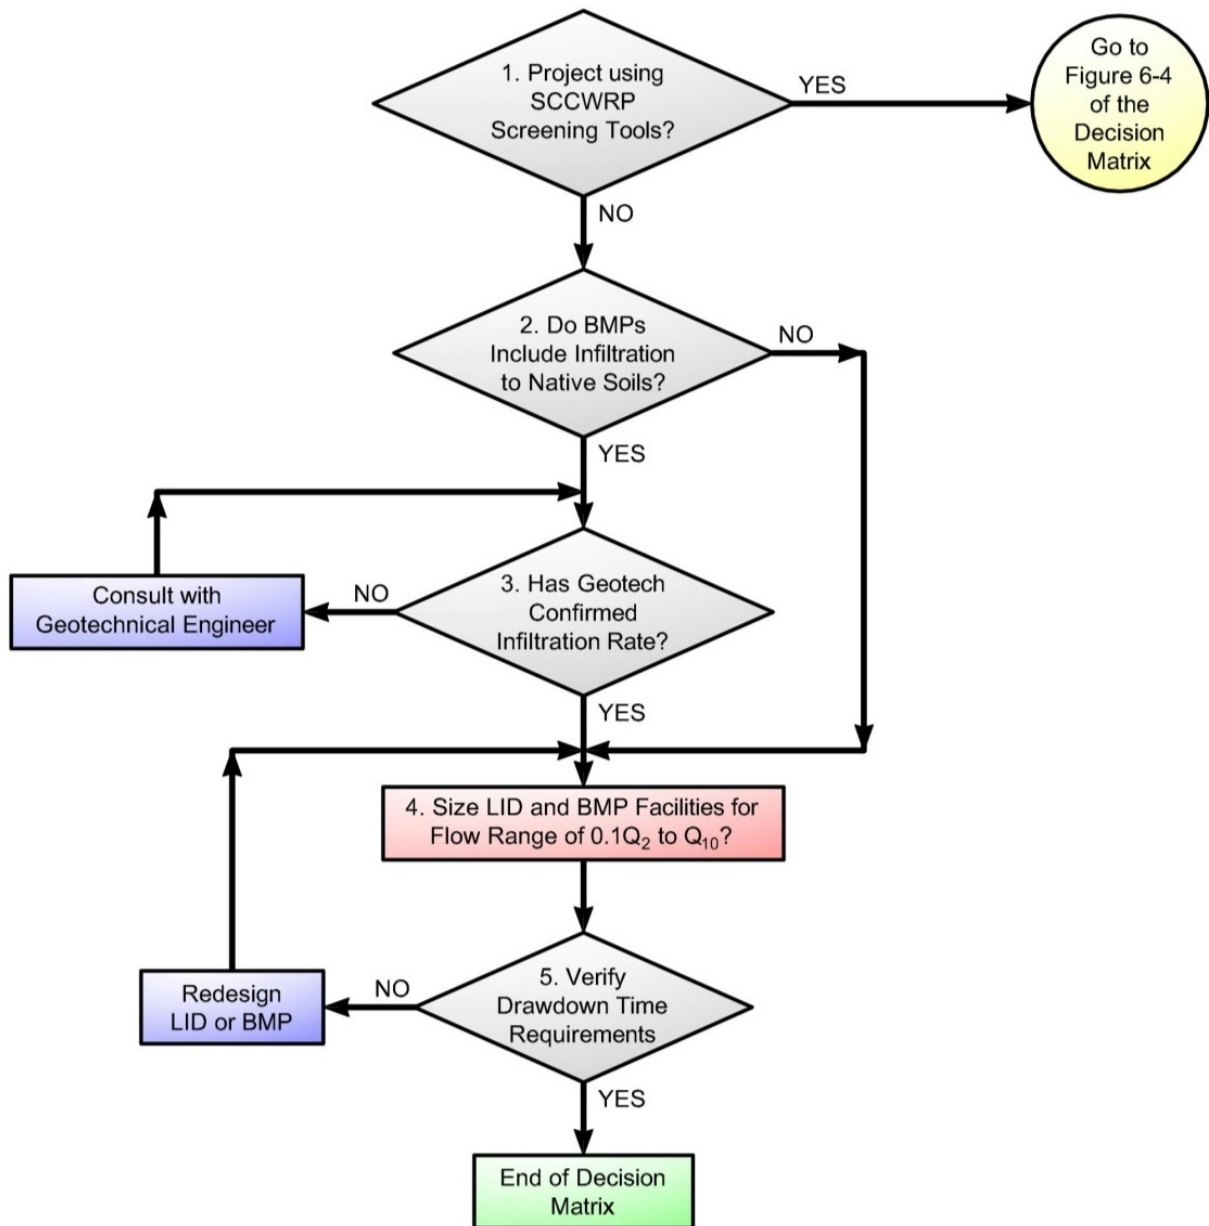 1. Project using
SCCWRP
Screening Tools?
YES
Go to
Figure 6-4
of the
Decision
Matrix
NO
2. Do BMPs
Include Infiltration
to Native Soils?
NO
YES
3. Has Geotech
Confirmed
Infiltration Rate?
NO
Consult with
Geotechnical Engineer
YES
4. Size LID and BMP Facilities for
Flow Range of 0.1Q₂ to Q₁₀?
5. Verify
Drawdown Time
Requirements
NO
Redesign
LID or BMP
YES
End of Decision
Matrix